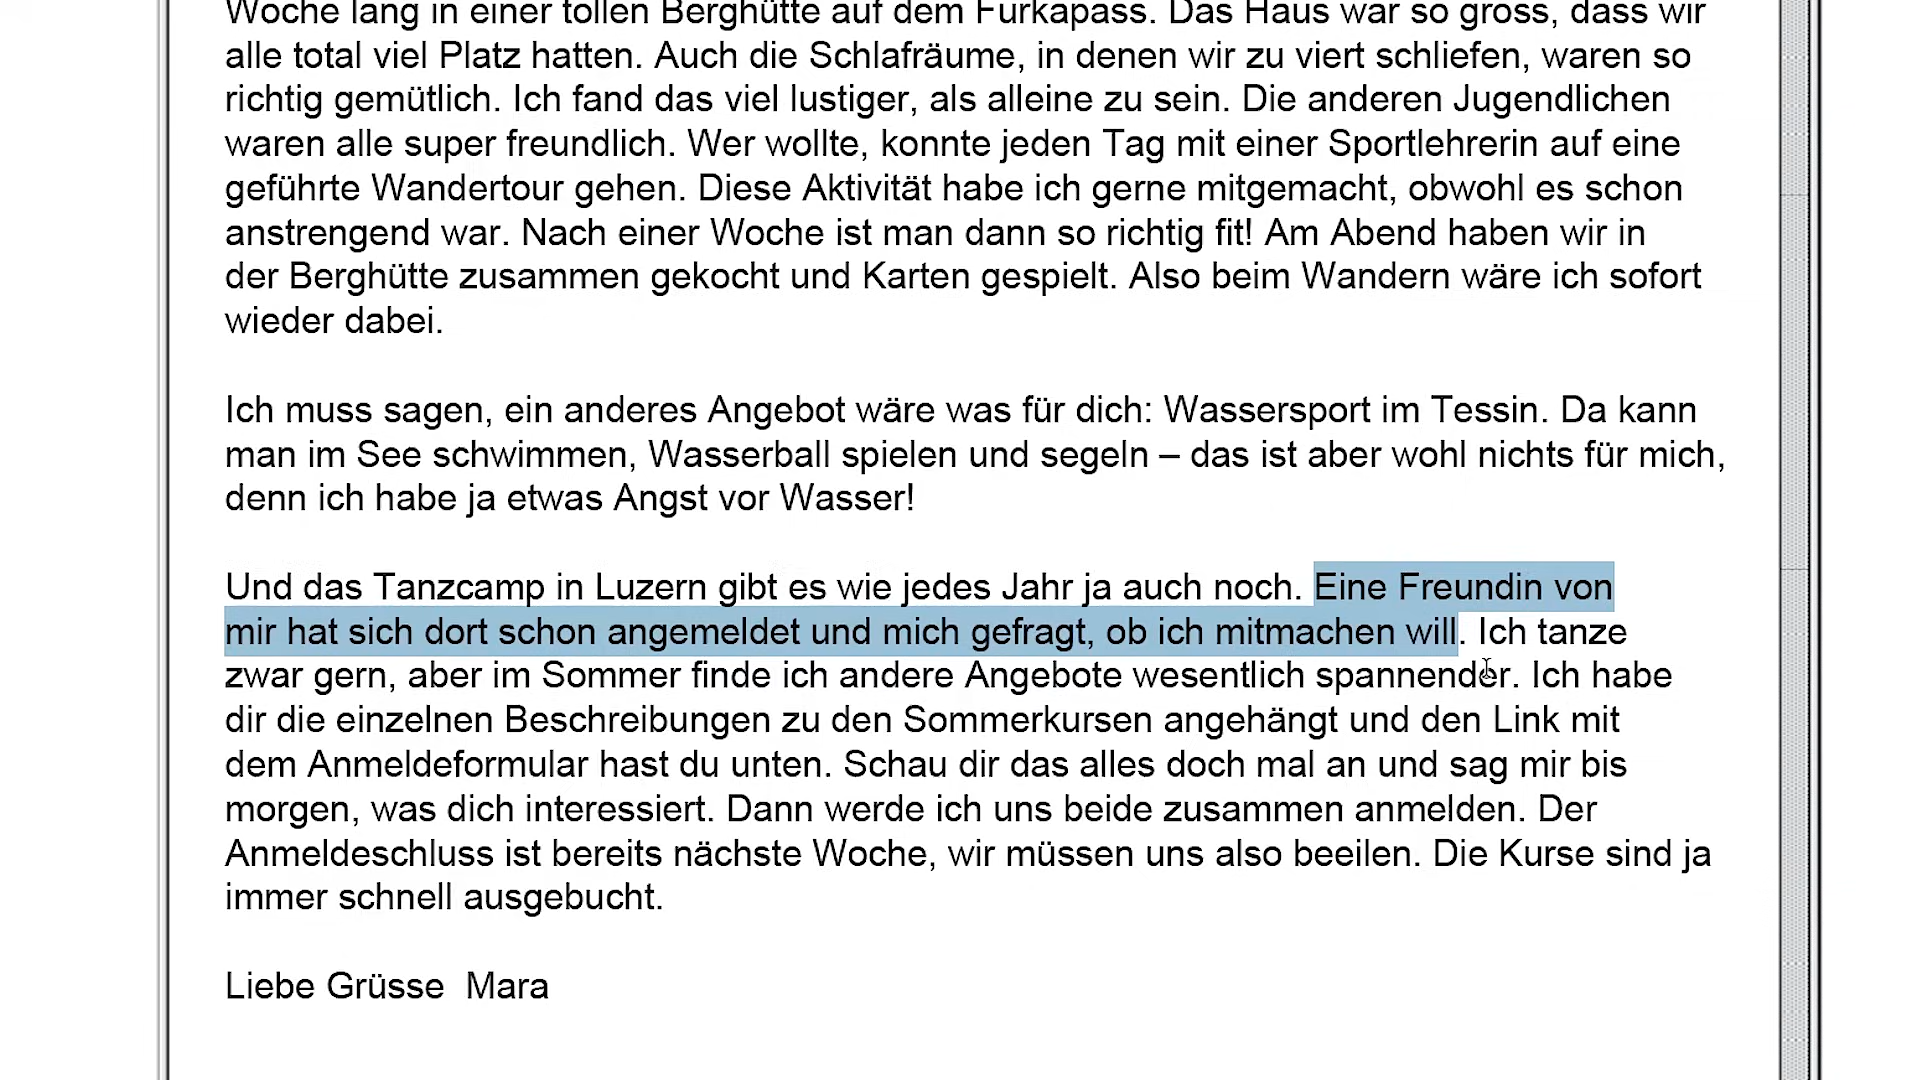 Woche lang in einer tollen Berghütte auf dem Furkapass. Das Haus war so gross, dass wir
alle total viel Platz hatten. Auch die Schlafräume, in denen wir zu viert schliefen, waren so
richtig gemütlich. Ich fand das viel lustiger, als alleine zu sein. Die anderen Jugendlichen
waren alle super freundlich. Wer wollte, konnte jeden Tag mit einer Sportlehrerin auf eine
geführte Wandertour gehen. Diese Aktivität habe ich gerne mitgemacht, obwohl es schon
anstrengend war. Nach einer Woche ist man dann so richtig fit! Am Abend haben wir in
der Berghütte zusammen gekocht und Karten gespielt. Also beim Wandern wäre ich sofort
wieder dabei.
Ich muss sagen, ein anderes Angebot wäre was für dich: Wassersport im Tessin. Da kann
man im See schwimmen, Wasserball spielen und segeln – das ist aber wohl nichts für mich,
denn ich habe ja etwas Angst vor Wasser!
Und das Tanzcamp in Luzern gibt es wie jedes Jahr ja auch noch. Eine Freundin von
mir hat sich dort schon angemeldet und mich gefragt, ob ich mitmachen will. Ich tanze
zwar gern, aber im Sommer finde ich andere Angebote wesentlich spannender. Ich habe
dir die einzelnen Beschreibungen zu den Sommerkursen angehängt und den Link mit
dem Anmeldeformular hast du unten. Schau dir das alles doch mal an und sag mir bis
morgen, was dich interessiert. Dann werde ich uns beide zusammen anmelden. Der
Anmeldeschluss ist bereits nächste Woche, wir müssen uns also beeilen. Die Kurse sind ja
immer schnell ausgebucht.
Liebe Grüsse  Mara